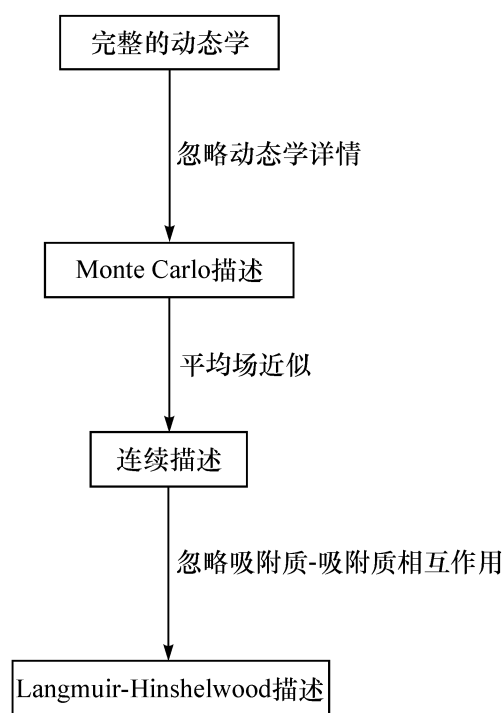 完整的动态学
忽略动态学详情
Monte Carlo描述
平均场近似
连续描述
忽略吸附质-吸附质相互作用
Langmuir-Hinshelwood描述